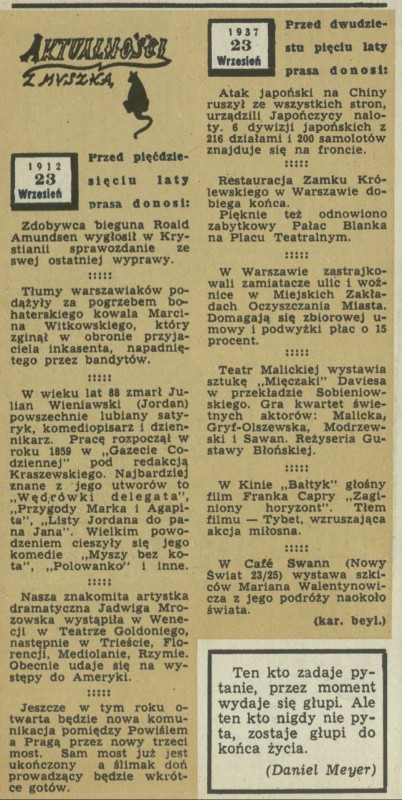 AKTUALNOŚCI
Z MYSZKĄ
1912
23
Wrzesień
Przed pięćdzie-
sięciu laty
prasa donosi:
Zdobywca bieguna Roald
Amundsen wygłosił w Kry-
stianii sprawozdanie ze
swej ostatniej wyprawy.
:::::
Tłumy warszawiaków po-
dążyły za pogrzebem bo-
haterskiego kowala Marci-
na Witkowskiego, który
zginął w obronie przyja-
ciela inkasenta, napadnię-
tego przez bandytów.
:::::
W wieku lat 88 zmarł Ju-
lian Wieniawski (Jordan)
powszechnie lubiany saty-
ryk, komediopisarz i dzien-
nikarz. Pracę rozpoczął w
roku 1859 w „Gazecie Co-
dziennej” pod redakcją
Kraszewskiego. Najbardziej
znane z jego utworów to
„Wędrówki delegata”,
„Przygody Marka i Agapi-
ta”, „Listy Jordana do pa-
na Jana”. Wielkim powo-
dzeniem cieszyły się jego
komedie „Myszy bez ko-
ta”, „Polowanko” i inne.
:::::
Nasza znakomita artystka
dramatyczna Jadwiga Mro-
zowska wystąpiła w Wene-
cji w Teatrze Goldoniego,
następnie w Trieście, Flo-
rencji, Mediolanie, Rzymie.
Obecnie udaje się na wy-
stępy do Ameryki.
:::::
Jeszcze w tym roku o-
twarta będzie nowa komu-
nikacja pomiędzy Powiślem
a Pragą przez nowy trzeci
most. Sam most już jest
ukończony a ślimak doń
prowadzący będzie wkrót-
ce gotów.
1937
23
Wrzesień
Przed dwudzie-
stu pięciu laty
prasa donosi:
Atak japoński na Chiny
ruszył ze wszystkich stron,
urządzili Japończycy nalo-
ty. 6 dywizji japońskich z
216 działami i 200 samolotów
znajduje się na froncie.
:::::
Restauracja Zamku Kró-
lewskiego w Warszawie do-
biega końca.
Pięknie też odnowiono
zabytkowy Pałac Blanka
na Placu Teatralnym.
:::::
W Warszawie zastrajko-
wali zamiatacze ulic i woź-
nice w Miejskich Zakła-
dach Oczyszczania Miasta.
Domagają się zbiorowej u-
mowy i podwyżki płac o 15
procent.
:::::
Teatr Malickiej wystawia
sztukę „Mięczaki” Daviesa
w przekładzie Sobieniow-
skiego. Gra kwartet świe-
tnych aktorów: Malicka,
Gryf-Olszewska, Modrzew-
ski i Sawan. Reżyseria Gu-
stawy Błońskiej.
:::::
W Kinie „Bałtyk” głośny
film Franka Capry „Zagi-
niony horyzont”. Tłem
filmu — Tybet, wzruszająca
akcja miłosna.
:::::
W Café Swann (Nowy
Świat 23/25) wystawa szki-
ców Mariana Walentynowi-
cza z jego podróży naokoło
świata.
(kar. beyl.)
Ten kto zadaje py-
tanie, przez moment
wydaje się głupi. Ale
ten kto nigdy nie py-
ta, zostaje głupi do
końca życia.
(Daniel Meyer)